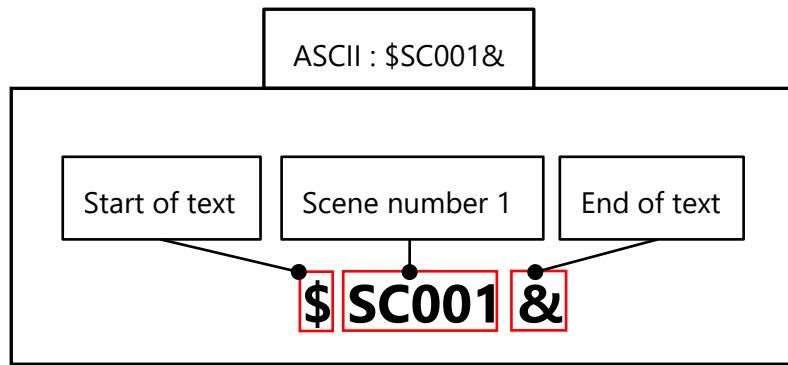 ASCII : $SC001&
Start of text
Scene number 1
End of text
$ SC001 &